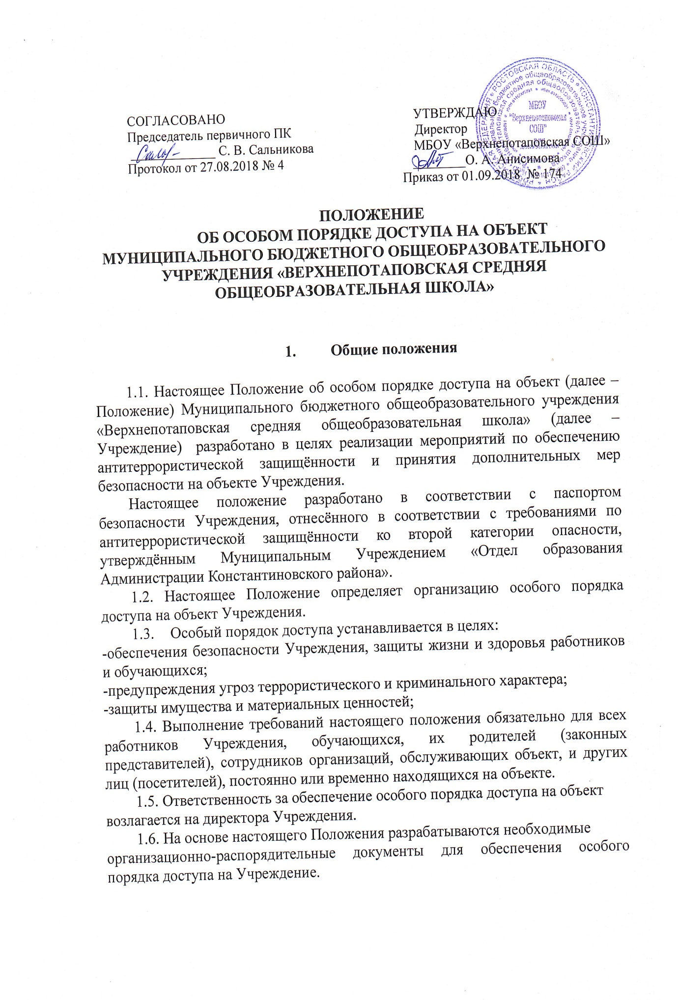 СОГЛАСОВАНО
Председатель первичного ПК
____________ С. В. Сальникова
Протокол от 27.08.2018 № 4
УТВЕРЖДАЮ
Директор
МБОУ «Верхнепотаповская СОШ»
________О. А. Анисимова
Приказ от 01.09.2018 № 174
МБОУ
"Верхнепотаповская
СОШ"
ПОЛОЖЕНИЕ
ОБ ОСОБОМ ПОРЯДКЕ ДОСТУПА НА ОБЪЕКТ
МУНИЦИПАЛЬНОГО БЮДЖЕТНОГО ОБЩЕОБРАЗОВАТЕЛЬНОГО
УЧРЕЖДЕНИЯ «ВЕРХНЕПОТАПОВСКАЯ СРЕДНЯЯ
ОБЩЕОБРАЗОВАТЕЛЬНАЯ ШКОЛА»
1. Общие положения
1.1. Настоящее Положение об особом порядке доступа на объект (далее –
Положение) Муниципального бюджетного общеобразовательного учреждения
«Верхнепотаповская средняя общеобразовательная школа» (далее –
Учреждение) разработано в целях реализации мероприятий по обеспечению
антитеррористической защищённости и принятия дополнительных мер
безопасности на объекте Учреждения.
Настоящее положение разработано в соответствии с паспортом
безопасности Учреждения, отнесённого в соответствии с требованиями по
антитеррористической защищённости ко второй категории опасности,
утверждённым Муниципальным Учреждением «Отдел образования
Администрации Константиновского района».
1.2. Настоящее Положение определяет организацию особого порядка
доступа на объект Учреждения.
1.3. Особый порядок доступа устанавливается в целях:
-обеспечения безопасности Учреждения, защиты жизни и здоровья работников
и обучающихся;
-предупреждения угроз террористического и криминального характера;
-защиты имущества и материальных ценностей;
1.4. Выполнение требований настоящего положения обязательно для всех
работников Учреждения, обучающихся, их родителей (законных
представителей), сотрудников организаций, обслуживающих объект, и других
лиц (посетителей), постоянно или временно находящихся на объекте.
1.5. Ответственность за обеспечение особого порядка доступа на объект
возлагается на директора Учреждения.
1.6. На основе настоящего Положения разрабатываются необходимые
организационно-распорядительные документы для обеспечения особого
порядка доступа на Учреждение.